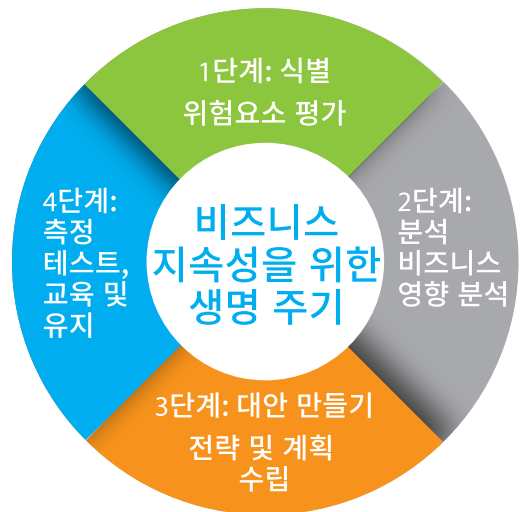 1단계: 식별
위험요소 평가
2단계:
분석
비즈니스
영향 분석
3단계: 대안 만들기
전략 및 계획
수립
4단계:
측정
테스트,
교육 및
유지
비즈니스
지속성을 위한
생명 주기